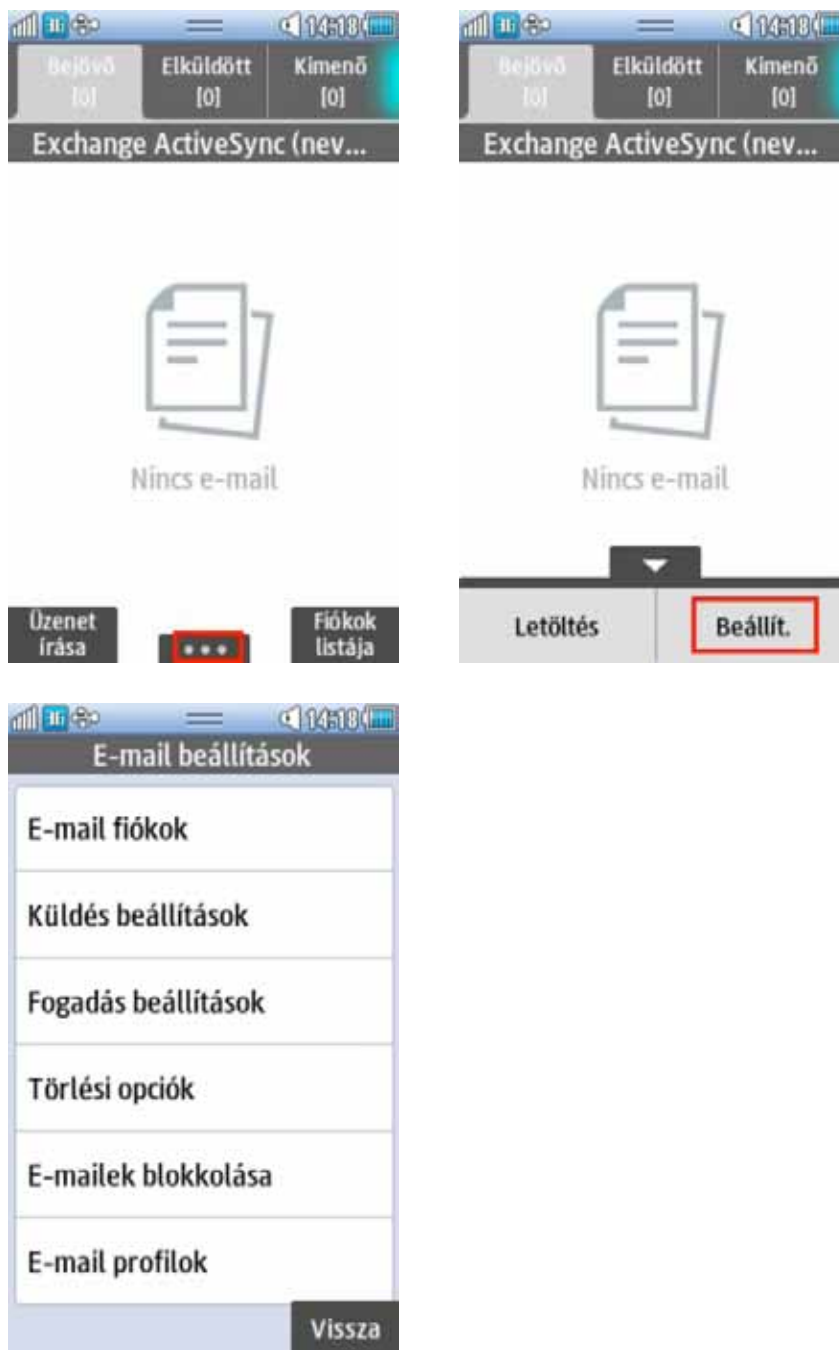 14:18
Bejövő Elküldött Kimenő
[0] [0] [0]
Exchange ActiveSync (nev...
Nincs e-mail
Üzenet írása
Fiókok listája
14:18
Bejövő Elküldött Kimenő
[0] [0] [0]
Exchange ActiveSync (nev...
Nincs e-mail
Letöltés Beállít.
14:18
E-mail beállítások
E-mail fiókok
Küldés beállítások
Fogadás beállítások
Törlési opciók
E-mailek blokkolása
E-mail profilok
Vissza